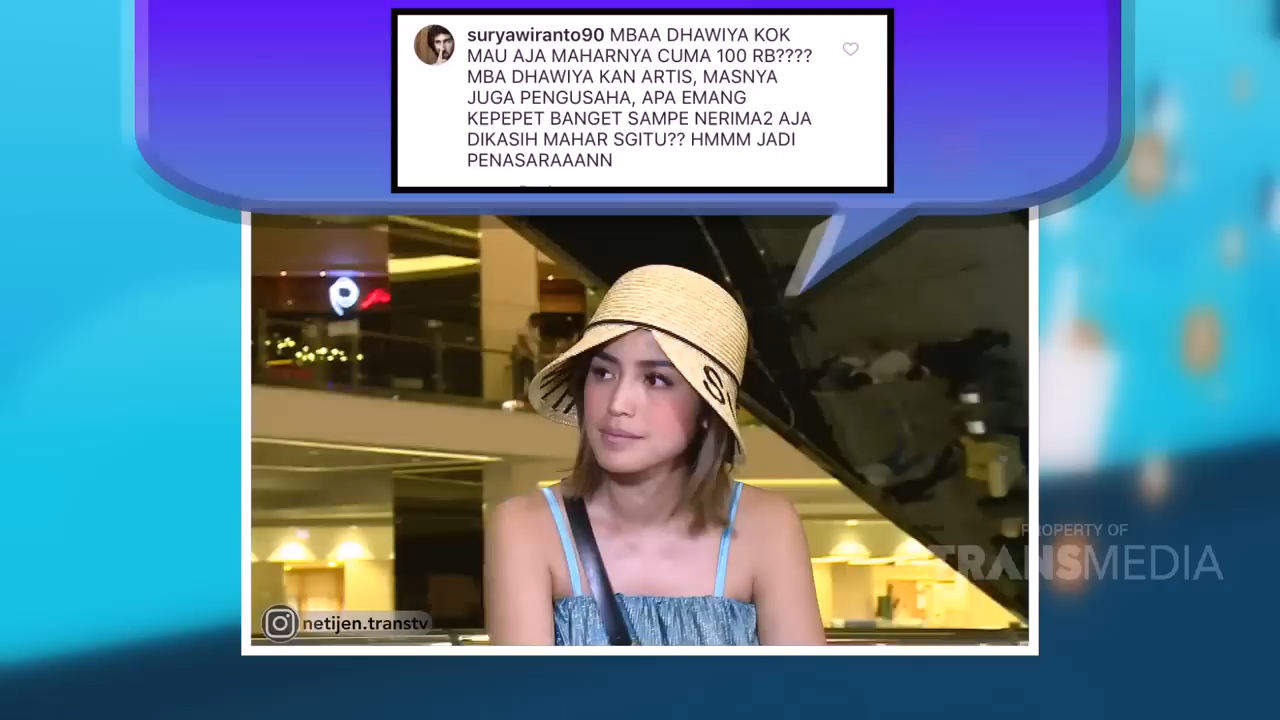 suryawiranto90 MBAA DHAWIYA KOK
MAU AJA MAHARNYA CUMA 100 RB????
MBA DHAWIYA KAN ARTIS, MASNYA
JUGA PENGUSAHA, APA EMANG
KEPEPET BANGET SAMPE NERIMA2 AJA
DIKASIH MAHAR SGITU?? HMMM JADI
PENASARAAANN
PROPERTY OF
TRANSMEDIA
netijen.transtv